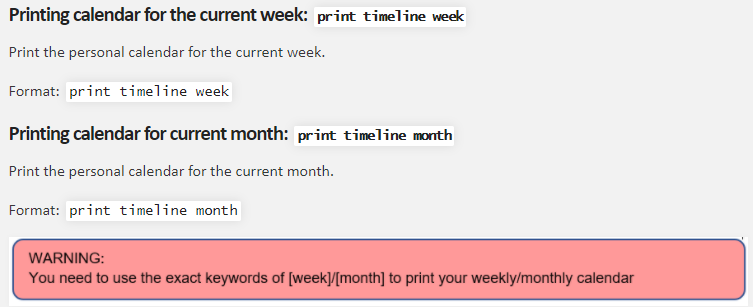 Printing calendar for the current week: print timeline week
Print the personal calendar for the current week.
Format: print timeline week
Printing calendar for current month: print timeline month
Print the personal calendar for the current month.
Format: print timeline month
WARNING:
You need to use the exact keywords of [week]/[month] to print your weekly/monthly calendar